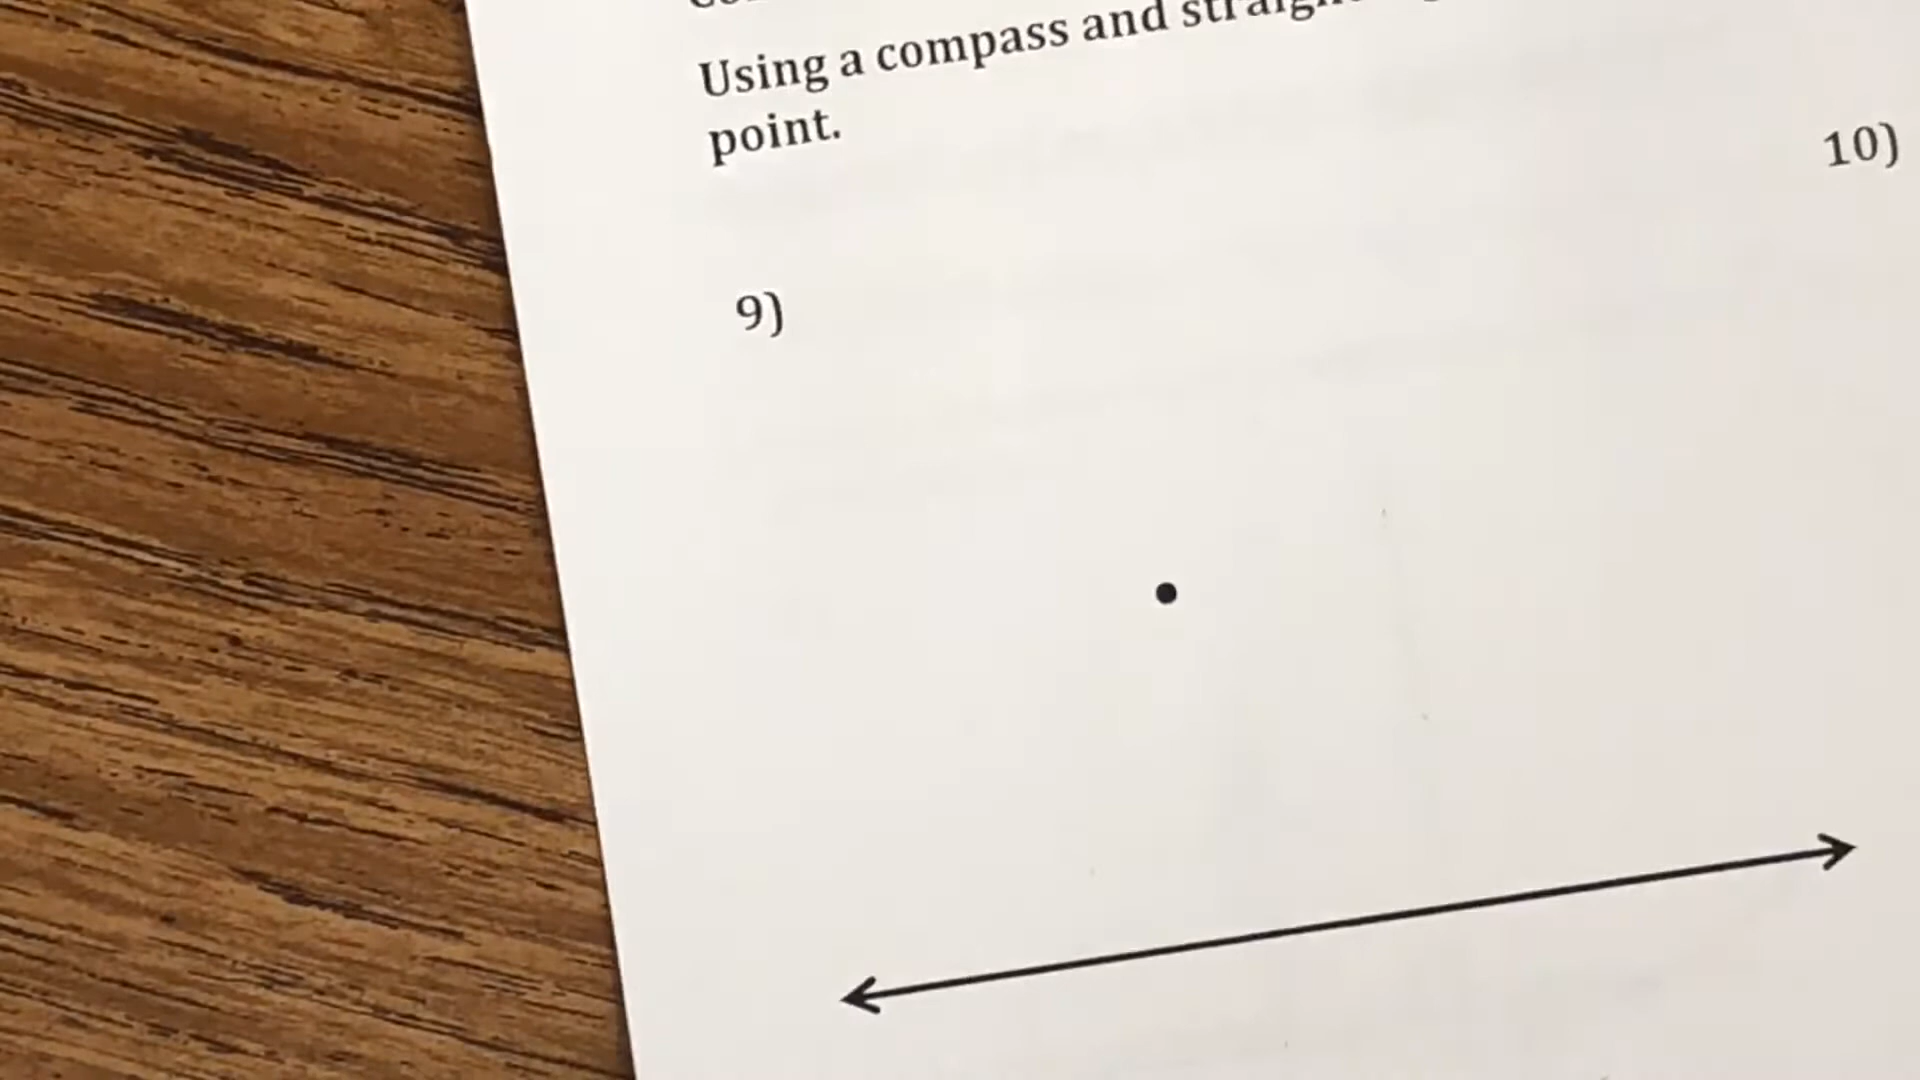 Using a compass and
point.
10)
9)